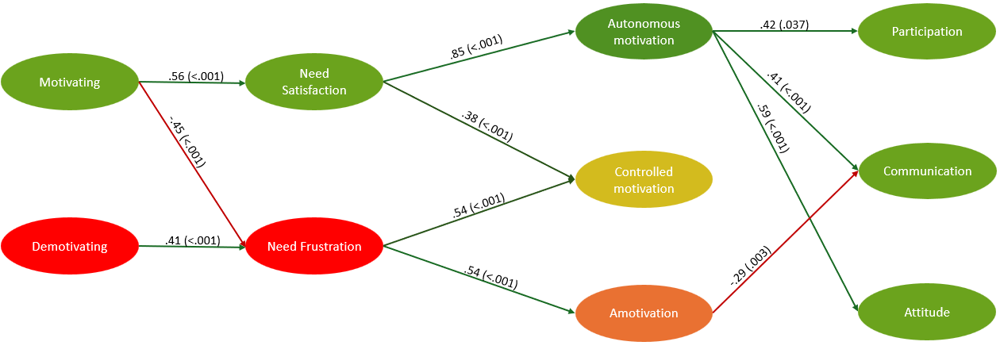 Autonomous
motivation
.42 (.037)
Participation
.85 (<.001)
Motivating
.56 (<.001)
Need
Satisfaction
.41 (<.001)
.59 (<.001)
-.45 (<.001)
.38 (<.001)
Controlled
motivation
Communication
.54 (<.001)
Demotivating
.41 (<.001)
Need Frustration
.54 (<.001)
-.29 (.003)
Amotivation
Attitude